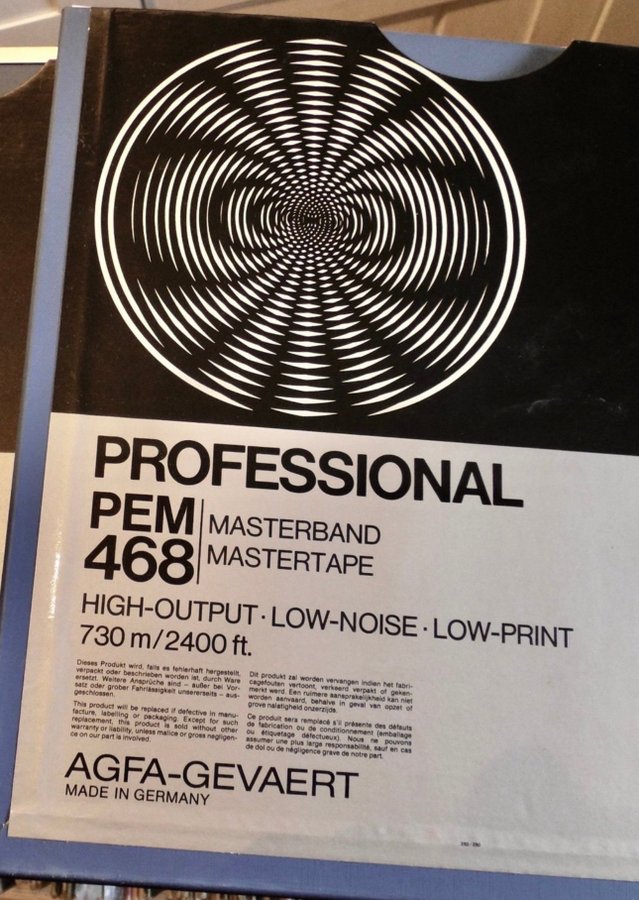 PROFESSIONAL
PEM
468
MASTERBAND
MASTERTAPE
HIGH-OUTPUT · LOW-NOISE · LOW-PRINT
730 m/2400 ft.
Dieses Produkt wird, falls es fehlerhaft hergestellt,
verpackt oder beschrieben worden ist, durch Ware
ersetzt. Weitere Ansprüche sind – außer bei Vor-
satz oder grober Fahrlässigkeit unsererseits – aus-
geschlossen.
This product will be replaced if defective in manu-
facture, labelling or packaging. Except for such
replacement, this product is sold without other
warranty or liability, unless malice or gross negligen-
ce on our part is involved.
Dit produkt zal worden vervangen indien het fabri-
cagefouten vertoont, verkeerd verpakt of geken-
merkt werd. Een ruimere aansprakelijkheid kan niet
worden aanvaard, behalve in geval van opzet of
grove nalatigheid onzerzijds.
Ce produit sera remplacé s'il présente des défauts
de fabrication ou de conditionnement (emballage
ou étiquetage défectueux). Nous ne pouvons
assumer une plus large responsabilité, sauf en cas
de dol ou de négligence grave de notre part.
AGFA-GEVAERT
MADE IN GERMANY